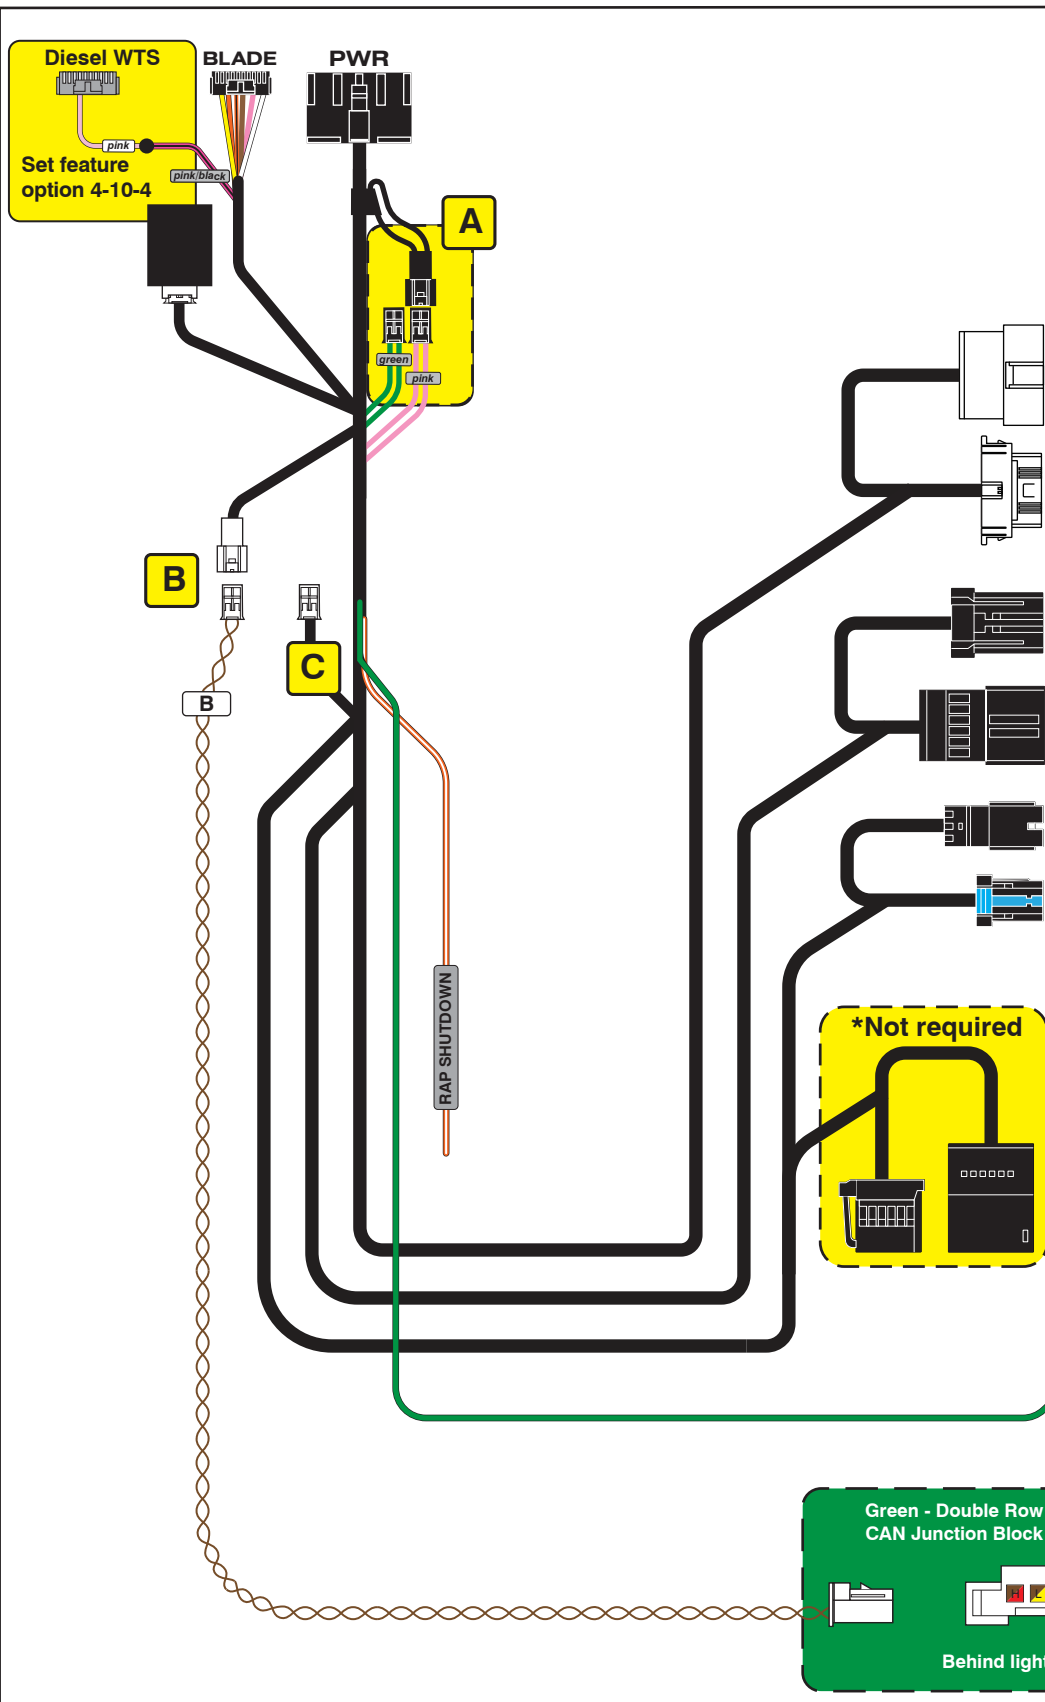 Diesel WTS
BLADE
PWR
pink
Set feature
option 4-10-4
pink/black
A
green
pink
B
C
B
RAP SHUTDOWN
*Not required
Green - Double Row
CAN Junction Block
H L
Behind light